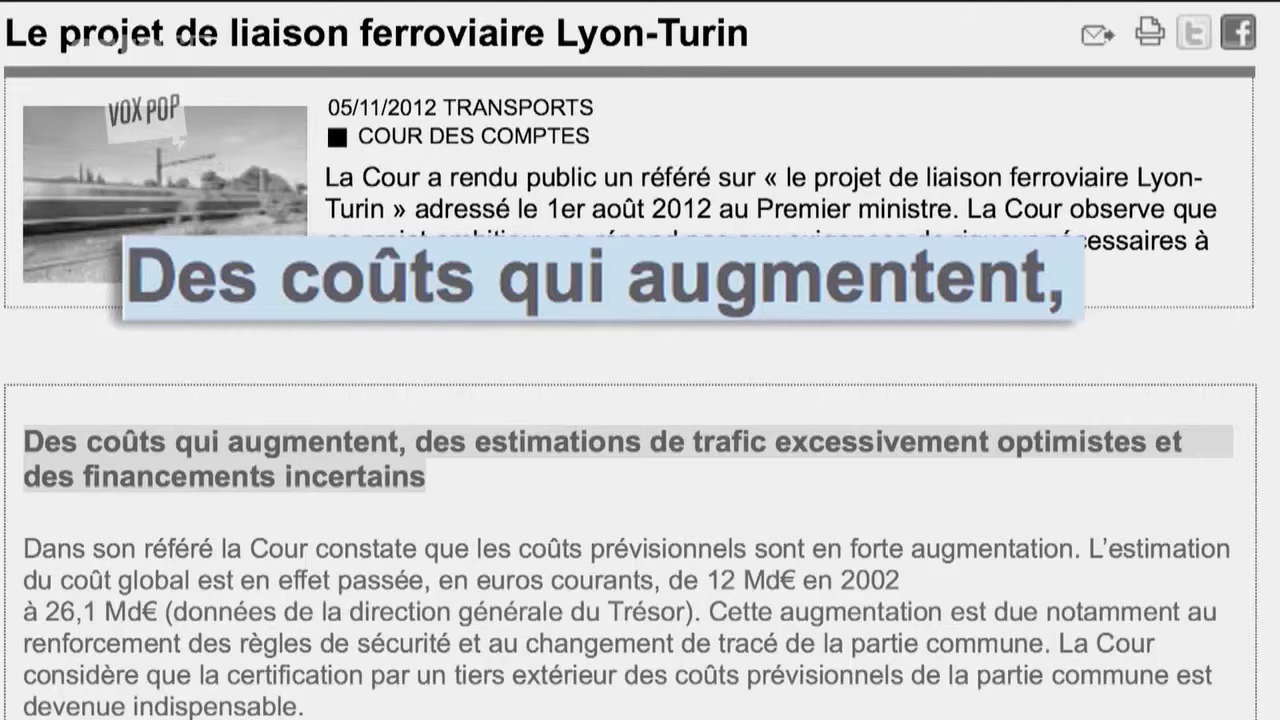 Le projet de liaison ferroviaire Lyon-Turin
VOX POP
05/11/2012 TRANSPORTS
COUR DES COMPTES
La Cour a rendu public un référé sur « le projet de liaison ferroviaire Lyon-
Turin » adressé le 1er août 2012 au Premier ministre. La Cour observe que
à
Des coûts qui augmentent,
Des coûts qui augmentent, des estimations de trafic excessivement optimistes et
des financements incertains
Dans son référé la Cour constate que les coûts prévisionnels sont en forte augmentation. L’estimation
du coût global est en effet passée, en euros courants, de 12 Md€ en 2002
à 26,1 Md€ (données de la direction générale du Trésor). Cette augmentation est due notamment au
renforcement des règles de sécurité et au changement de tracé de la partie commune. La Cour
considère que la certification par un tiers extérieur des coûts prévisionnels de la partie commune est
devenue indispensable.